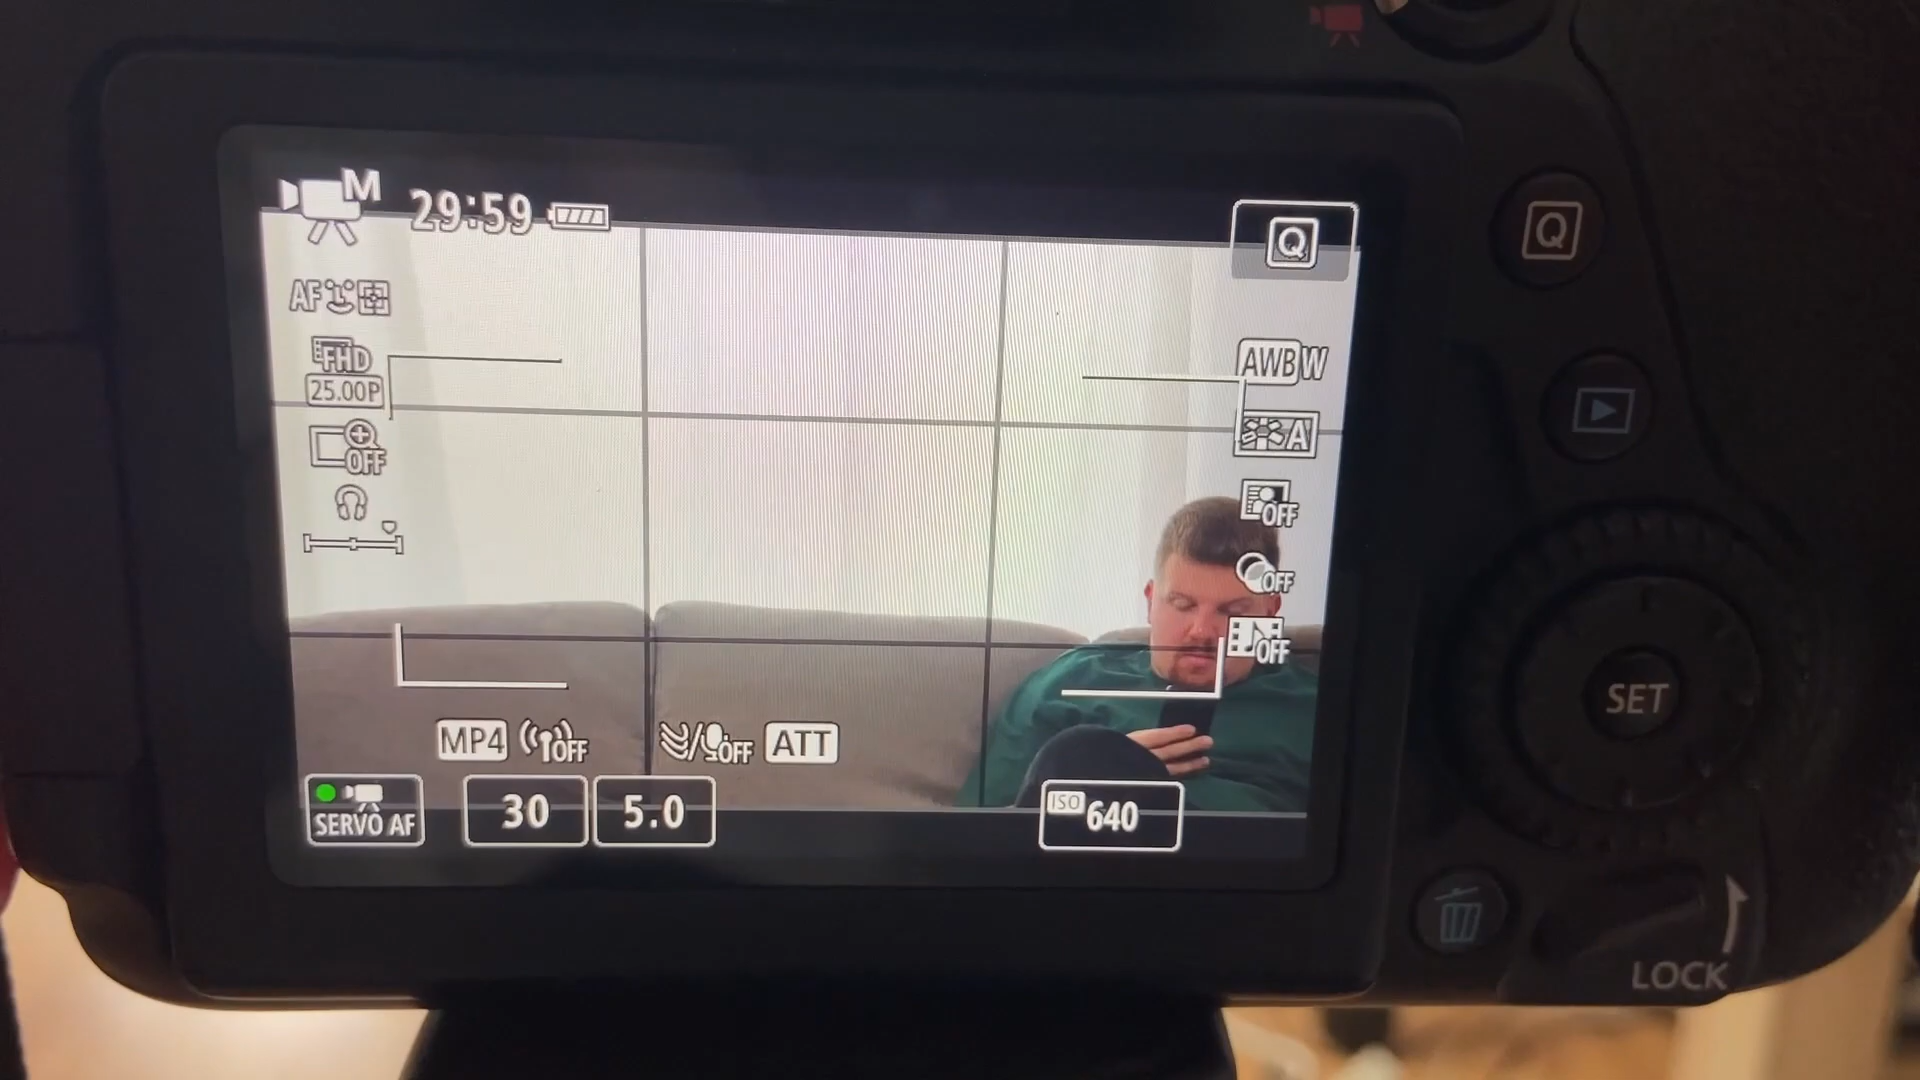 M 29:59
Q
Q
AF
FHD
25.00P
AWB W
A
OFF
OFF
OFF
OFF
MP4 OFF OFF ATT
SERVO AF 30 5.0 ISO 640
SET
LOCK